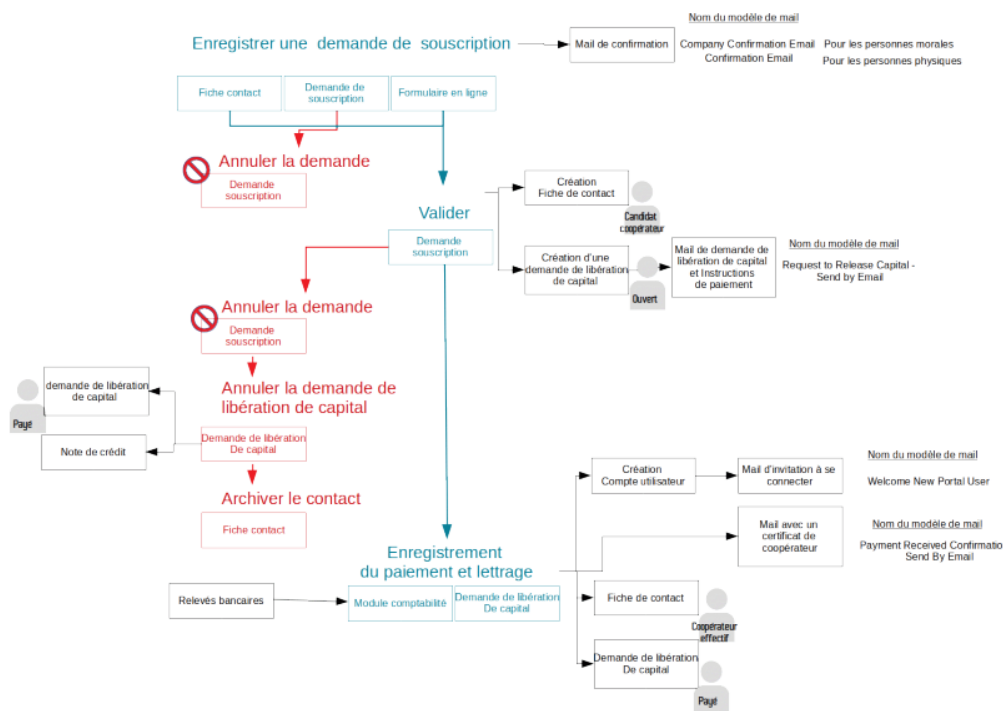 Nom du modèle de mail
Enregistrer une demande de souscription
Mail de confirmation
Company Confirmation Email
Pour les personnes morales
Confirmation Email
Pour les personnes physiques
Fiche contact
Demande de
souscription
Formulaire en ligne
Annuler la demande
Demande
souscription
Création
Fiche de contact
Candidat
coopérateur
Valider
Demande
souscription
Création d'une
demande de libération
de capital
Ouvert
Mail de demande de
libération de capital
et Instructions
de paiement
Nom du modèle de mail
Request to Release Capital -
Send by Email
Annuler la demande
Demande
souscription
Annuler la demande de
libération de capital
demande de libération
de capital
Payé
Note de crédit
Demande de libération
De capital
Archiver le contact
Fiche contact
Création
Compte utilisateur
Mail d'invitation à se
connecter
Nom du modèle de mail
Welcome New Portal User
Mail avec un
certificat de
coopérateur
Nom du modèle de mail
Payment Received Confirmatio
Send By Email
Enregistrement
du paiement et lettrage
Relevés bancaires
Module comptabilité
Demande de libération
De capital
Fiche de contact
Coopérateur
effectif
Demande de libération
De capital
Payé